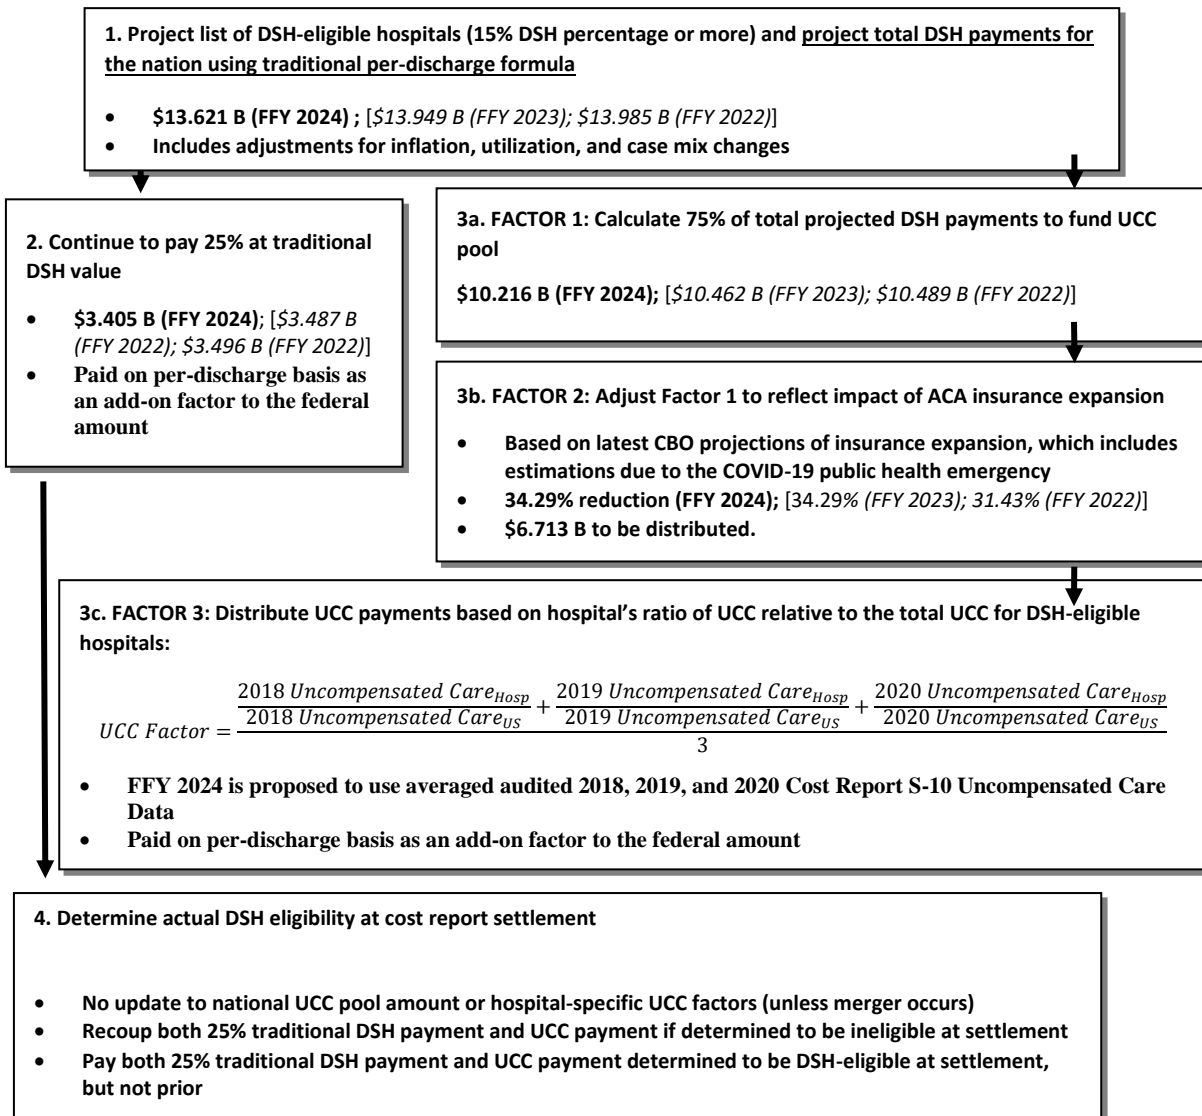 1. Project list of DSH-eligible hospitals (15% DSH percentage or more) and project total DSH payments for
the nation using traditional per-discharge formula
• $13.621 B (FFY 2024) ; [$13.949 B (FFY 2023); $13.985 B (FFY 2022)]
• Includes adjustments for inflation, utilization, and case mix changes
2. Continue to pay 25% at traditional
DSH value
• $3.405 B (FFY 2024); [$3.487 B
(FFY 2022); $3.496 B (FFY 2022)]
• Paid on per-discharge basis as
an add-on factor to the federal
amount
3a. FACTOR 1: Calculate 75% of total projected DSH payments to fund UCC
pool
$10.216 B (FFY 2024); [$10.462 B (FFY 2023); $10.489 B (FFY 2022)]
3b. FACTOR 2: Adjust Factor 1 to reflect impact of ACA insurance expansion
• Based on latest CBO projections of insurance expansion, which includes
estimations due to the COVID-19 public health emergency
• 34.29% reduction (FFY 2024); [34.29% (FFY 2023); 31.43% (FFY 2022)]
• $6.713 B to be distributed.
3c. FACTOR 3: Distribute UCC payments based on hospital’s ratio of UCC relative to the total UCC for DSH-eligible
hospitals:
2018 Uncompensated Care Hosp + 2019 Uncompensated Care Hosp + 2020 Uncompensated Care Hosp
2018 Uncompensated Care US 2019 Uncompensated Care US 2020 Uncompensated Care US
UCC Factor =
3
• FFY 2024 is proposed to use averaged audited 2018, 2019, and 2020 Cost Report S-10 Uncompensated Care
Data
• Paid on per-discharge basis as an add-on factor to the federal amount
4. Determine actual DSH eligibility at cost report settlement
• No update to national UCC pool amount or hospital-specific UCC factors (unless merger occurs)
• Recoup both 25% traditional DSH payment and UCC payment if determined to be ineligible at settlement
• Pay both 25% traditional DSH payment and UCC payment determined to be DSH-eligible at settlement,
but not prior